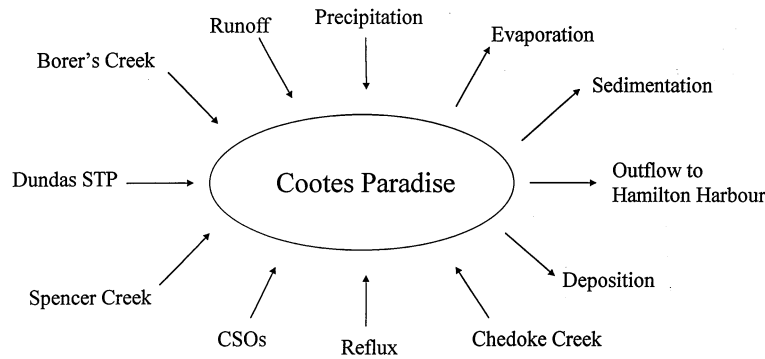 Precipitation
Runoff
Evaporation
Borer's Creek
Sedimentation
Dundas STP
Cootes Paradise
Outflow to
Hamilton Harbour
Deposition
Spencer Creek
CSOs
Reflux
Chedoke Creek